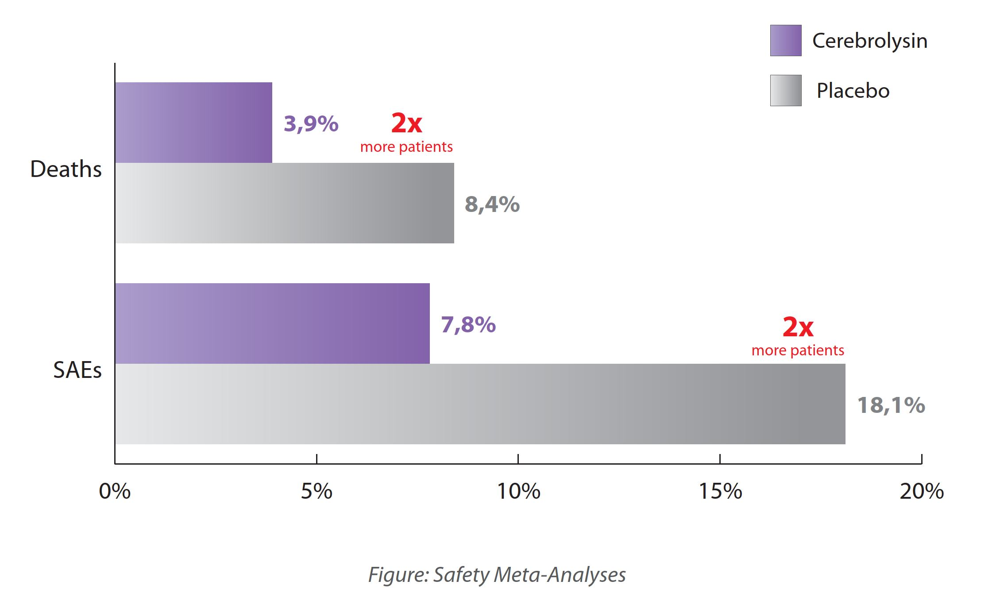 Cerebrolysin
Placebo
3,9%
2x
more patients
Deaths
8,4%
7,8%
2x
more patients
SAEs
18,1%
0% 5% 10% 15% 20%
Figure: Safety Meta-Analyses